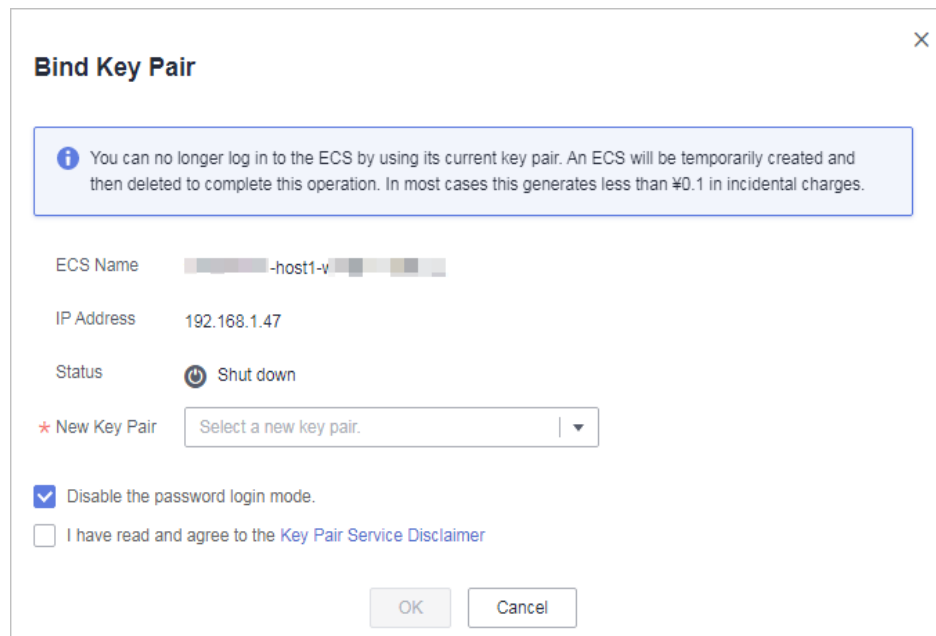 Bind Key Pair
You can no longer log in to the ECS by using its current key pair. An ECS will be temporarily created and
then deleted to complete this operation. In most cases this generates less than ¥0.1 in incidental charges.
ECS Name -host1-
IP Address 192.168.1.47
Status Shut down
* New Key Pair Select a new key pair.
Disable the password login mode.
I have read and agree to the Key Pair Service Disclaimer
OK Cancel